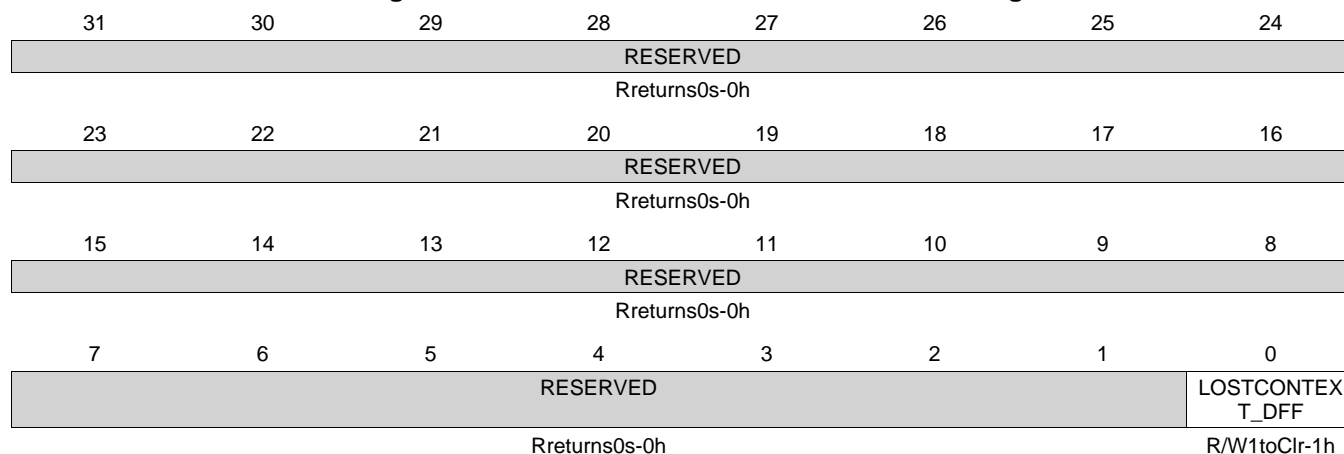 31 30 29 28 27 26 25 24
RESERVED
Rreturns0s-0h
23 22 21 20 19 18 17 16
RESERVED
Rreturns0s-0h
15 14 13 12 11 10 9 8
RESERVED
Rreturns0s-0h
7 6 5 4 3 2 1 0
RESERVED LOSTCONTEX
T_DFF
Rreturns0s-0h R/W1toClr-1h